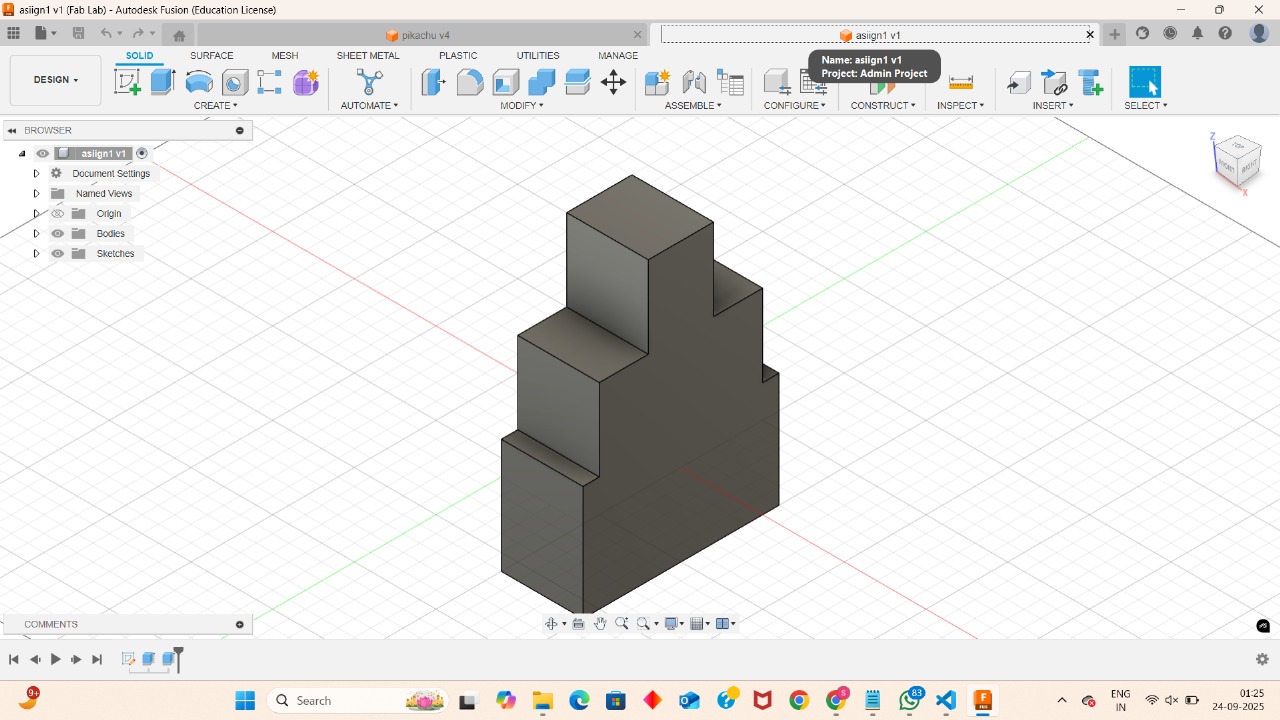 asiign1 v1 (Fab Lab) - Autodesk Fusion (Education License)
pikachu v4
asiign1 v1
DESIGN
SOLID SURFACE MESH SHEET METAL PLASTIC UTILITIES MANAGE
Name: asiign1 v1
Project: Admin Project
CREATE AUTOMATE MODIFY ASSEMBLE CONFIGURE CONSTRUCT INSPECT INSERT SELECT
BROWSER
asiign1 v1
Document Settings
Named Views
Origin
Bodies
Sketches
Z
TOP
X
COMMENTS
9+
Search
S
83
ENG
IN
01:25
24-09-2025